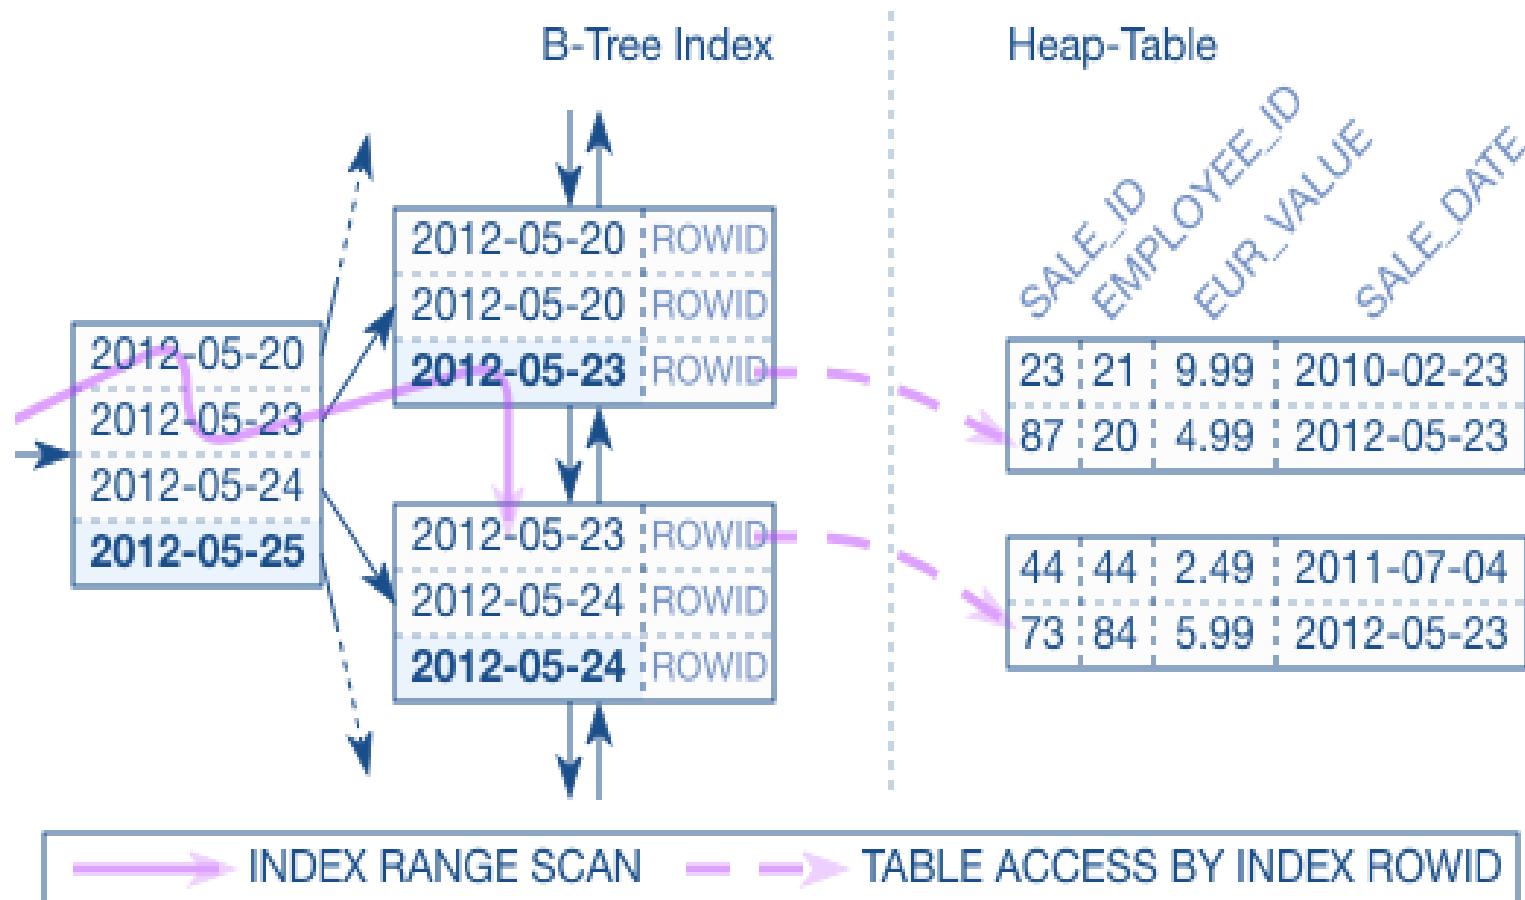 B-Tree Index
Heap-Table
SALE_ID
EMPLOYEE_ID
EUR_VALUE
SALE_DATE
2012-05-20
2012-05-23
2012-05-24
2012-05-25
2012-05-20 ROWID
2012-05-20 ROWID
2012-05-23 ROWID
2012-05-23 ROWID
2012-05-24 ROWID
2012-05-24 ROWID
23 21 9.99 2010-02-23
87 20 4.99 2012-05-23
44 44 2.49 2011-07-04
73 84 5.99 2012-05-23
INDEX RANGE SCAN
TABLE ACCESS BY INDEX ROWID